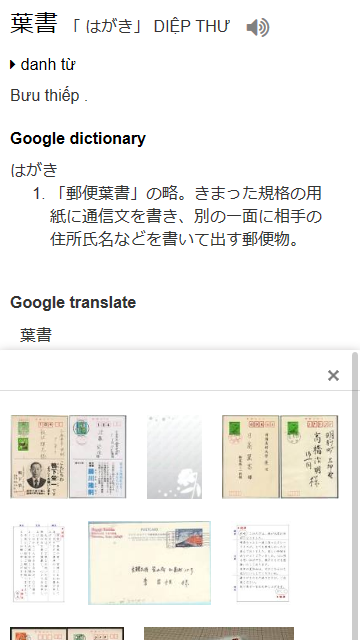 葉書 「 はがき」 DIỆP THƯ
danh từ
Bưu thiếp .
Google dictionary
はがき
1. 「郵便葉書」の略。きまった規格の用
紙に通信文を書き、別の一面に相手の
住所氏名などを書いて出す郵便物。
Google translate
葉書
×